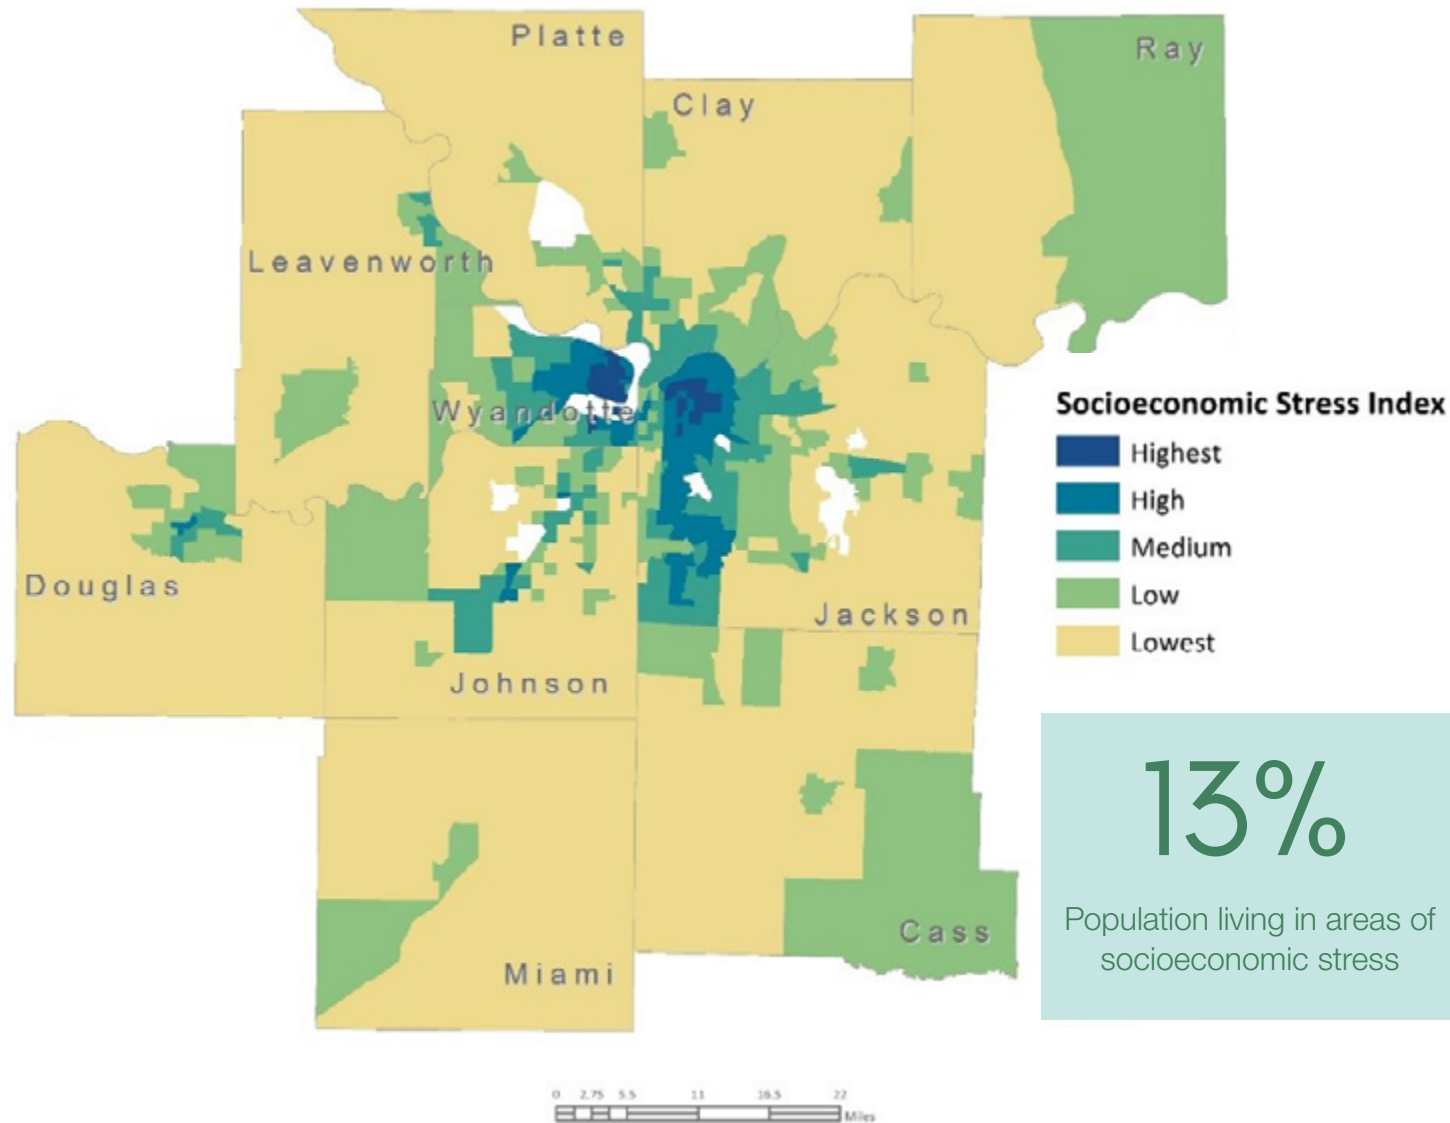 Platte
Ray
Clay
Leavenworth
Wyandotte
Douglas
Jackson
Johnson
Cass
Miami
Socioeconomic Stress Index
Highest
High
Medium
Low
Lowest
13%
Population living in areas of
socioeconomic stress
0 2.75 5.5 11 16.5 22
Miles